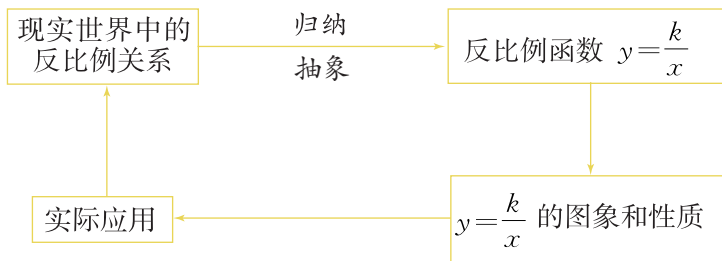 现实世界中的
反比例关系
归纳
抽象
反比例函数 y=k/x
y=k/x 的图象和性质
实际应用